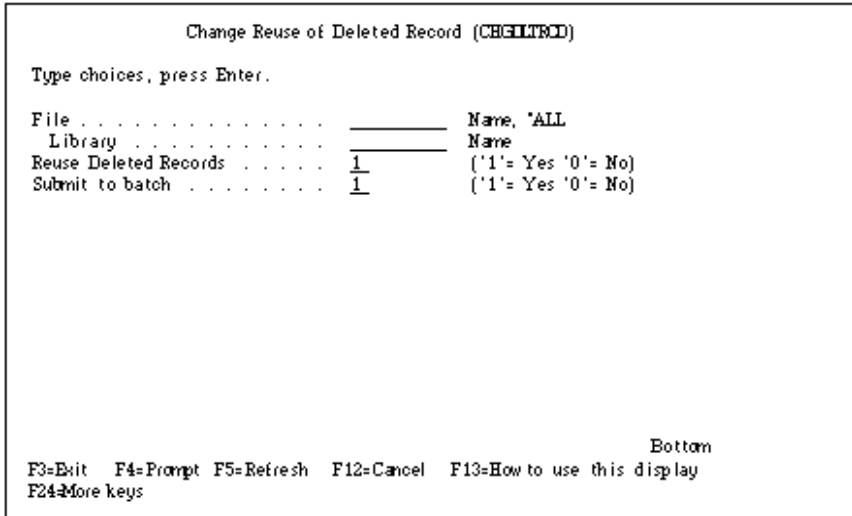 Change Reuse of Deleted Record (CHGDLTRCD)
Type choices, press Enter.
File . . . . . . . . . . . . . . ________ Name, *ALL
Library . . . . . . . . . . . ________ Name
Reuse Deleted Records . . . . . 1 ('1'= Yes '0'= No)
Submit to batch . . . . . . . . 1 ('1'= Yes '0'= No)
Bottom
F3=Exit F4=Prompt F5=Refresh F12=Cancel F13=How to use this display
F24=More keys